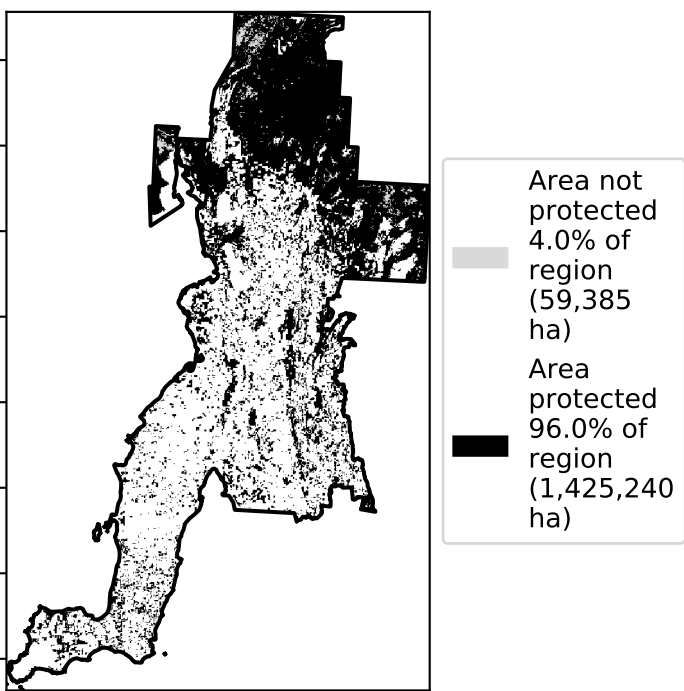 Area not
protected
4.0% of
region
(59,385
ha)
Area
protected
96.0% of
region
(1,425,240
ha)